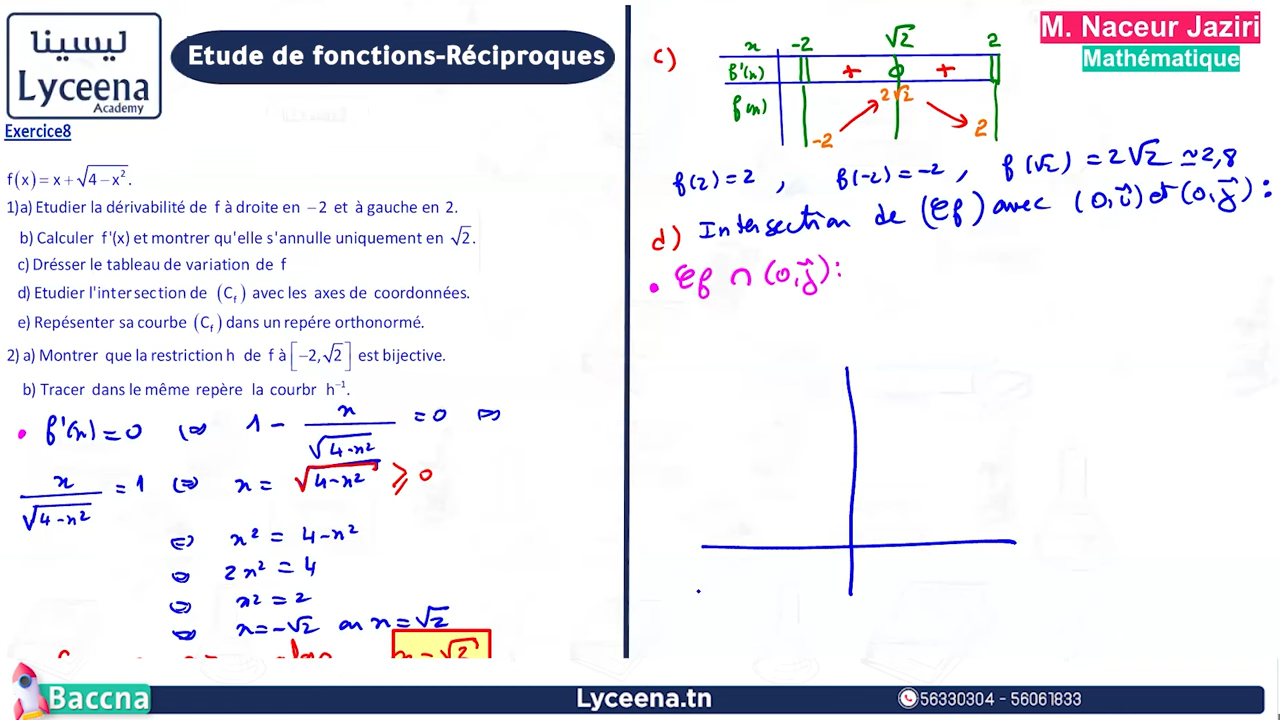 ليسينا
Lyceena
Academy
Etude de fonctions-Réciproques
M. Naceur Jaziri
Mathématique
Exercice8
f(x) = x + √(4 − x²).
1)a) Etudier la dérivabilité de f à droite en −2 et à gauche en 2.
b) Calculer f'(x) et montrer qu'elle s'annule uniquement en √2.
c) Drésser le tableau de variation de f
d) Etudier l'intersection de (Cf) avec les axes de coordonnées.
e) Repésenter sa courbe (Cf) dans un repére orthonormé.
2) a) Montrer que la restriction h de f à [−2, √2] est bijective.
b) Tracer dans le même repère la courbr h⁻¹.
• f'(x) = 0 ⇔ 1 − x/√(4−x²) = 0 ⇔
x/√(4−x²) = 1 ⇔ x = √(4−x²) ≥ 0
⇔ x² = 4−x²
⇔ 2x² = 4
⇔ x² = 2
⇔ x = −√2 ou x = √2
x = √2
c) x -2 √2 2
f'(x) + 0 +
f(x) -2 2√2 2
f(2) = 2 , f(-2) = -2 , f(√2) = 2√2 ≃ 2,8
d) Intersection de (Cf) avec (O,i⃗) et (O,j⃗) :
• Cf ∩ (O,j⃗) :
Baccna
Lyceena.tn
56330304 - 56061833